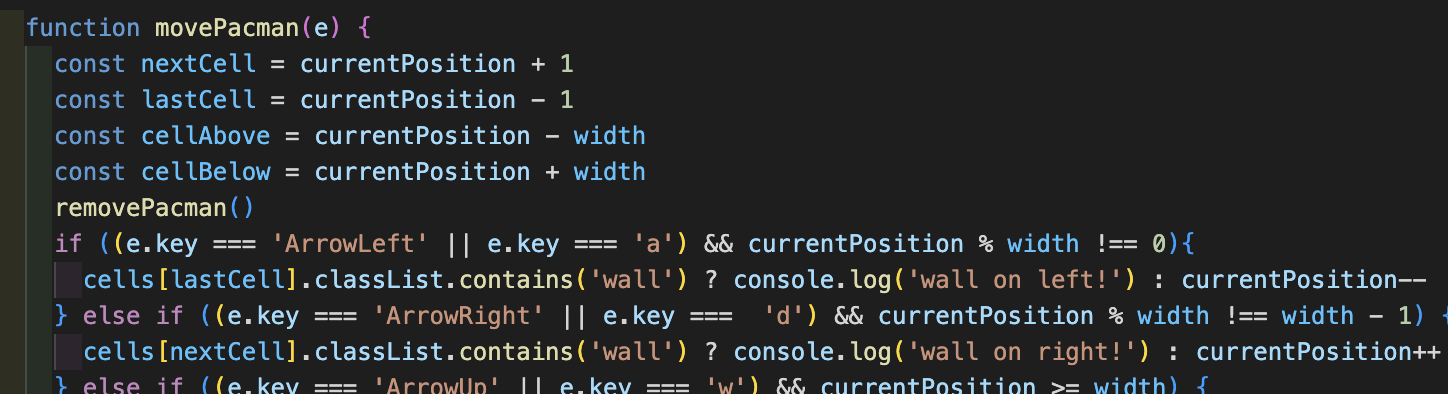 function movePacman(e) {
const nextCell = currentPosition + 1
const lastCell = currentPosition - 1
const cellAbove = currentPosition - width
const cellBelow = currentPosition + width
removePacman()
if ((e.key === 'ArrowLeft' || e.key === 'a') && currentPosition % width !== 0){
cells[lastCell].classList.contains('wall') ? console.log('wall on left!') : currentPosition--
} else if ((e.key === 'ArrowRight' || e.key ===  'd') && currentPosition % width !== width - 1) {
cells[nextCell].classList.contains('wall') ? console.log('wall on right!') : currentPosition++
} else if ((e.key === 'ArrowUp' || e.key === 'w') && currentPosition >= width) {